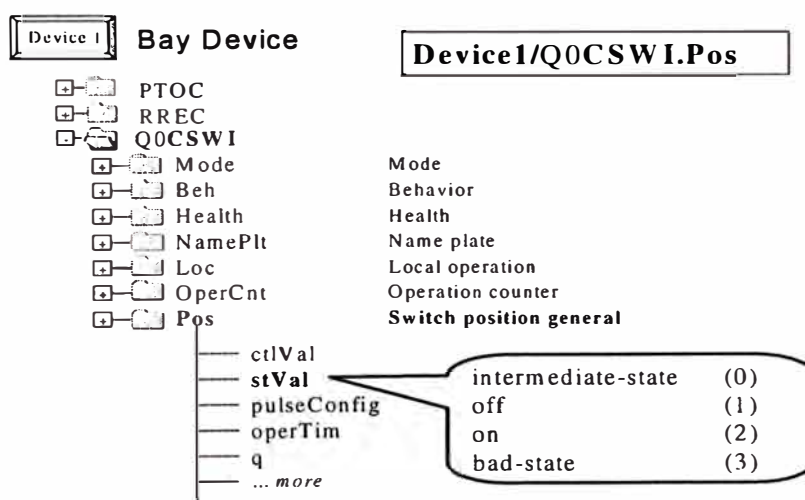 Device 1
Bay Device
Device1/Q0CSWI.Pos
PTOC
RREC
Q0CSWI
Mode Mode
Beh Behavior
Health Health
NamePlt Name plate
Loc Local operation
OperCnt Operation counter
Pos Switch position general
ctlVal
stVal intermediate-state (0)
pulseConfig off (1)
operTim on (2)
q bad-state (3)
... more